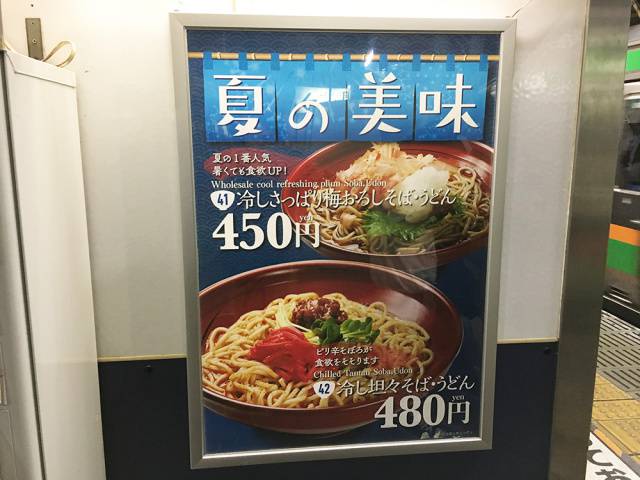 夏の美味
夏の1番人気
暑くても食欲UP!
Wholesale cool refreshing plum Soba,Udon
41 冷しさっぱり梅おろしそば・うどん
450円
yen
ピリ辛そぼろが
食欲をそそります
Chilled Tantan Soba,Udon
42 冷し担々そば・うどん
480円
yen